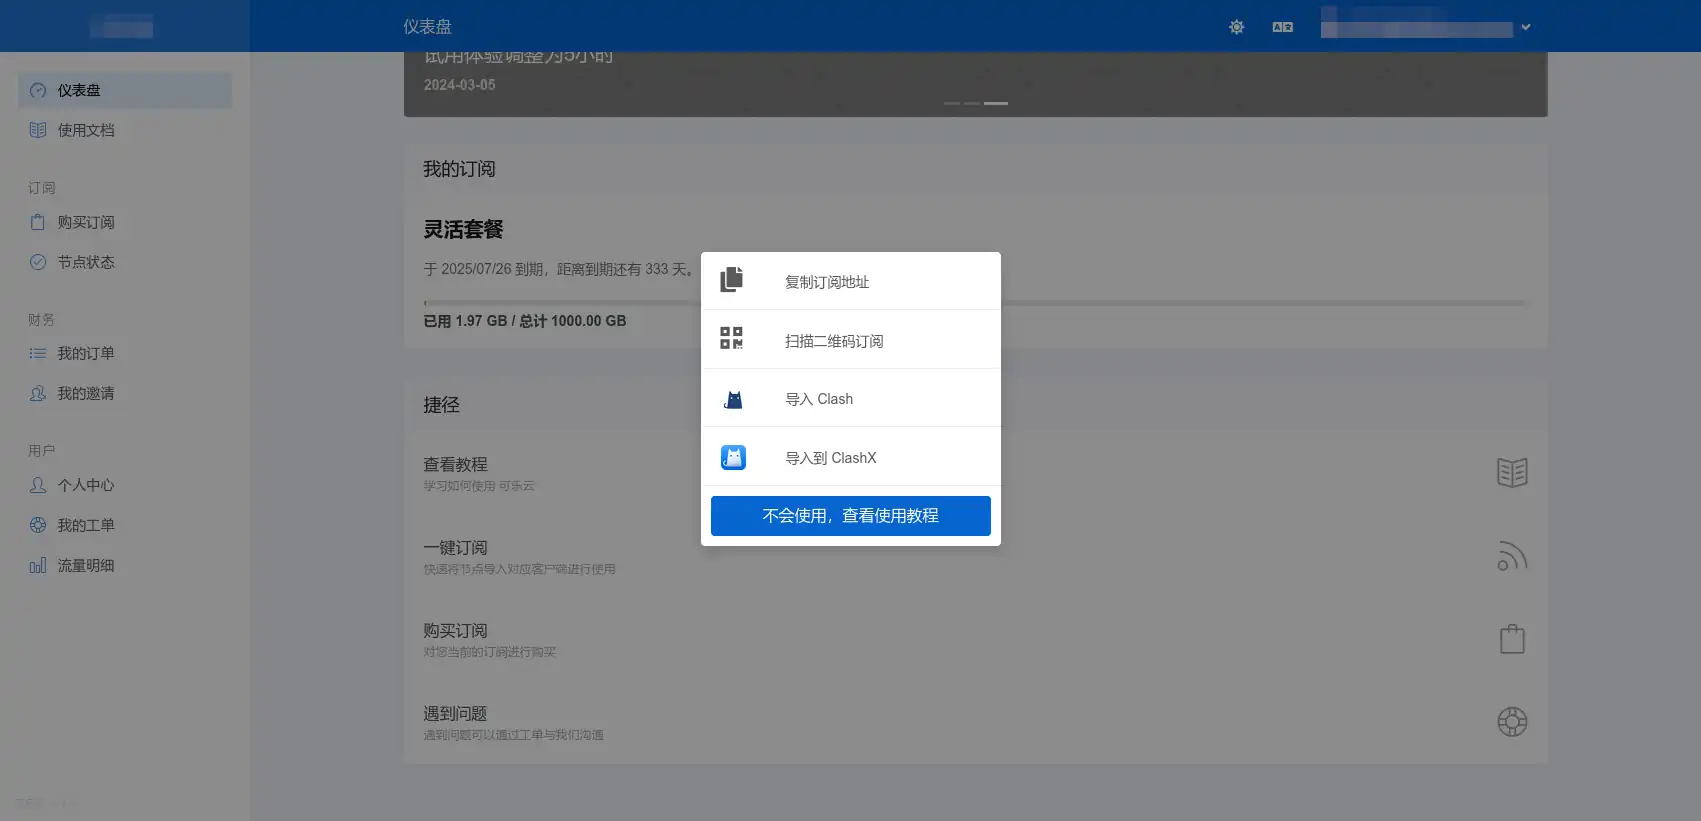 仪表盘
试用体验调整为5小时
2024-03-05
仪表盘
使用文档
订阅
购买订阅
节点状态
财务
我的订单
我的邀请
用户
个人中心
我的工单
流量明细
我的订阅
灵活套餐
于 2025/07/26 到期，距离到期还有 333 天。
已用 1.97 GB / 总计 1000.00 GB
捷径
查看教程
学习如何使用 可乐云
一键订阅
快速将节点导入对应客户端进行使用
购买订阅
对您当前的订阅进行购买
遇到问题
遇到问题可以通过工单与我们沟通
复制订阅地址
扫描二维码订阅
导入 Clash
导入到 ClashX
不会使用，查看使用教程